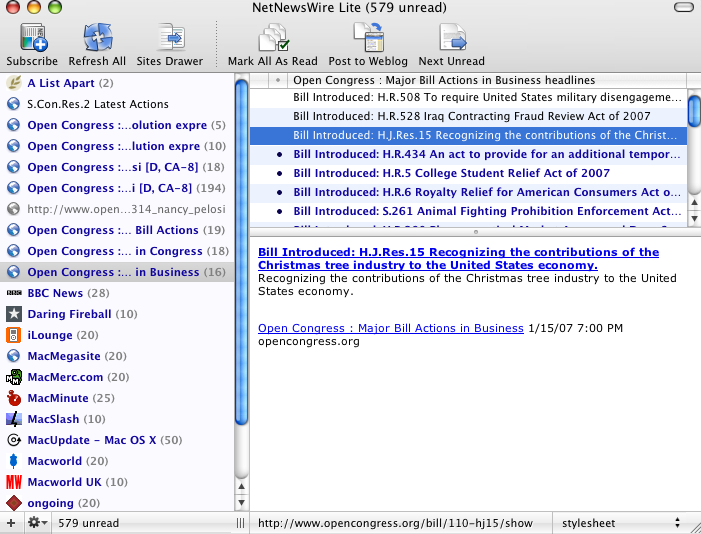 NetNewsWire Lite (579 unread)
Subscribe Refresh All Sites Drawer Mark All As Read Post to Weblog Next Unread
A List Apart (2)
S.Con.Res.2 Latest Actions
Open Congress :...olution expre (5)
Open Congress :...lution expre (10)
Open Congress :...si [D, CA-8] (18)
Open Congress :...i [D, CA-8] (194)
http://www.open...314_nancy_pelosi
Open Congress :... Bill Actions (19)
Open Congress :... in Congress (18)
Open Congress :... in Business (16)
BBC News (28)
Daring Fireball (10)
iLounge (20)
MacMegasite (20)
MacMerc.com (20)
MacMinute (25)
MacSlash (10)
MacUpdate - Mac OS X (50)
Macworld (20)
Macworld UK (10)
ongoing (20)
579 unread
Open Congress : Major Bill Actions in Business headlines
Bill Introduced: H.R.508 To require United States military disengageme...
Bill Introduced: H.R.528 Iraq Contracting Fraud Review Act of 2007
Bill Introduced: H.J.Res.15 Recognizing the contributions of the Christ...
Bill Introduced: H.R.434 An act to provide for an additional tempor...
Bill Introduced: H.R.5 College Student Relief Act of 2007
Bill Introduced: H.R.6 Royalty Relief for American Consumers Act o...
Bill Introduced: S.261 Animal Fighting Prohibition Enforcement Act...
Bill Introduced: H.J.Res.15 Recognizing the contributions of the
Christmas tree industry to the United States economy.
Recognizing the contributions of the Christmas tree industry to the United
States economy.
Open Congress : Major Bill Actions in Business 1/15/07 7:00 PM
opencongress.org
http://www.opencongress.org/bill/110-hj15/show
stylesheet